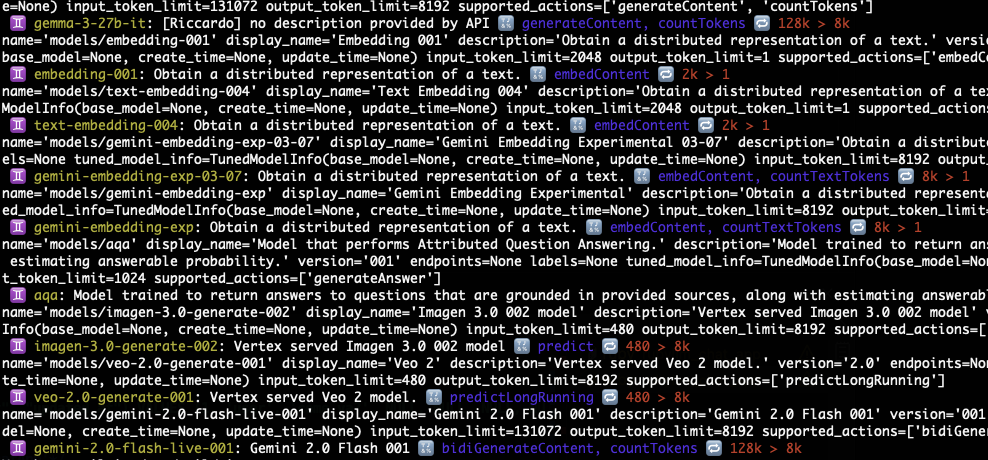 e=None) input_token_limit=131072 output_token_limit=8192 supported_actions=['generateContent', 'countTokens']
♊ gemma-3-27b-it: [Riccardo] no description provided by API generateContent, countTokens 🔁 128k > 8k
name='models/embedding-001' display_name='Embedding 001' description='Obtain a distributed representation of a text.' versi
base_model=None, create_time=None, update_time=None) input_token_limit=2048 output_token_limit=1 supported_actions=['embedCo
♊ embedding-001: Obtain a distributed representation of a text. embedContent 🔁 2k > 1
name='models/text-embedding-004' display_name='Text Embedding 004' description='Obtain a distributed representation of a tex
ModelInfo(base_model=None, create_time=None, update_time=None) input_token_limit=2048 output_token_limit=1 supported_actions
♊ text-embedding-004: Obtain a distributed representation of a text. embedContent 🔁 2k > 1
name='models/gemini-embedding-exp-03-07' display_name='Gemini Embedding Experimental 03-07' description='Obtain a distribute
els=None tuned_model_info=TunedModelInfo(base_model=None, create_time=None, update_time=None) input_token_limit=8192 output_
♊ gemini-embedding-exp-03-07: Obtain a distributed representation of a text. embedContent, countTextTokens 🔁 8k > 1
name='models/gemini-embedding-exp' display_name='Gemini Embedding Experimental' description='Obtain a distributed representa
ed_model_info=TunedModelInfo(base_model=None, create_time=None, update_time=None) input_token_limit=8192 output_token_limit=
♊ gemini-embedding-exp: Obtain a distributed representation of a text. embedContent, countTextTokens 🔁 8k > 1
name='models/aqa' display_name='Model that performs Attributed Question Answering.' description='Model trained to return ans
estimating answerable probability.' version='001' endpoints=None labels=None tuned_model_info=TunedModelInfo(base_model=Non
t_token_limit=1024 supported_actions=['generateAnswer']
♊ aqa: Model trained to return answers to questions that are grounded in provided sources, along with estimating answerabl
name='models/imagen-3.0-generate-002' display_name='Imagen 3.0 002 model' description='Vertex served Imagen 3.0 002 model' v
Info(base_model=None, create_time=None, update_time=None) input_token_limit=480 output_token_limit=8192 supported_actions=[
♊ imagen-3.0-generate-002: Vertex served Imagen 3.0 002 model predict 🔁 480 > 8k
name='models/veo-2.0-generate-001' display_name='Veo 2' description='Vertex served Veo 2 model.' version='2.0' endpoints=Non
te_time=None, update_time=None) input_token_limit=480 output_token_limit=8192 supported_actions=['predictLongRunning']
♊ veo-2.0-generate-001: Vertex served Veo 2 model. predictLongRunning 🔁 480 > 8k
name='models/gemini-2.0-flash-live-001' display_name='Gemini 2.0 Flash 001' description='Gemini 2.0 Flash 001' version='001
del=None, create_time=None, update_time=None) input_token_limit=131072 output_token_limit=8192 supported_actions=['bidiGener
♊ gemini-2.0-flash-live-001: Gemini 2.0 Flash 001 bidiGenerateContent, countTokens 🔁 128k > 8k